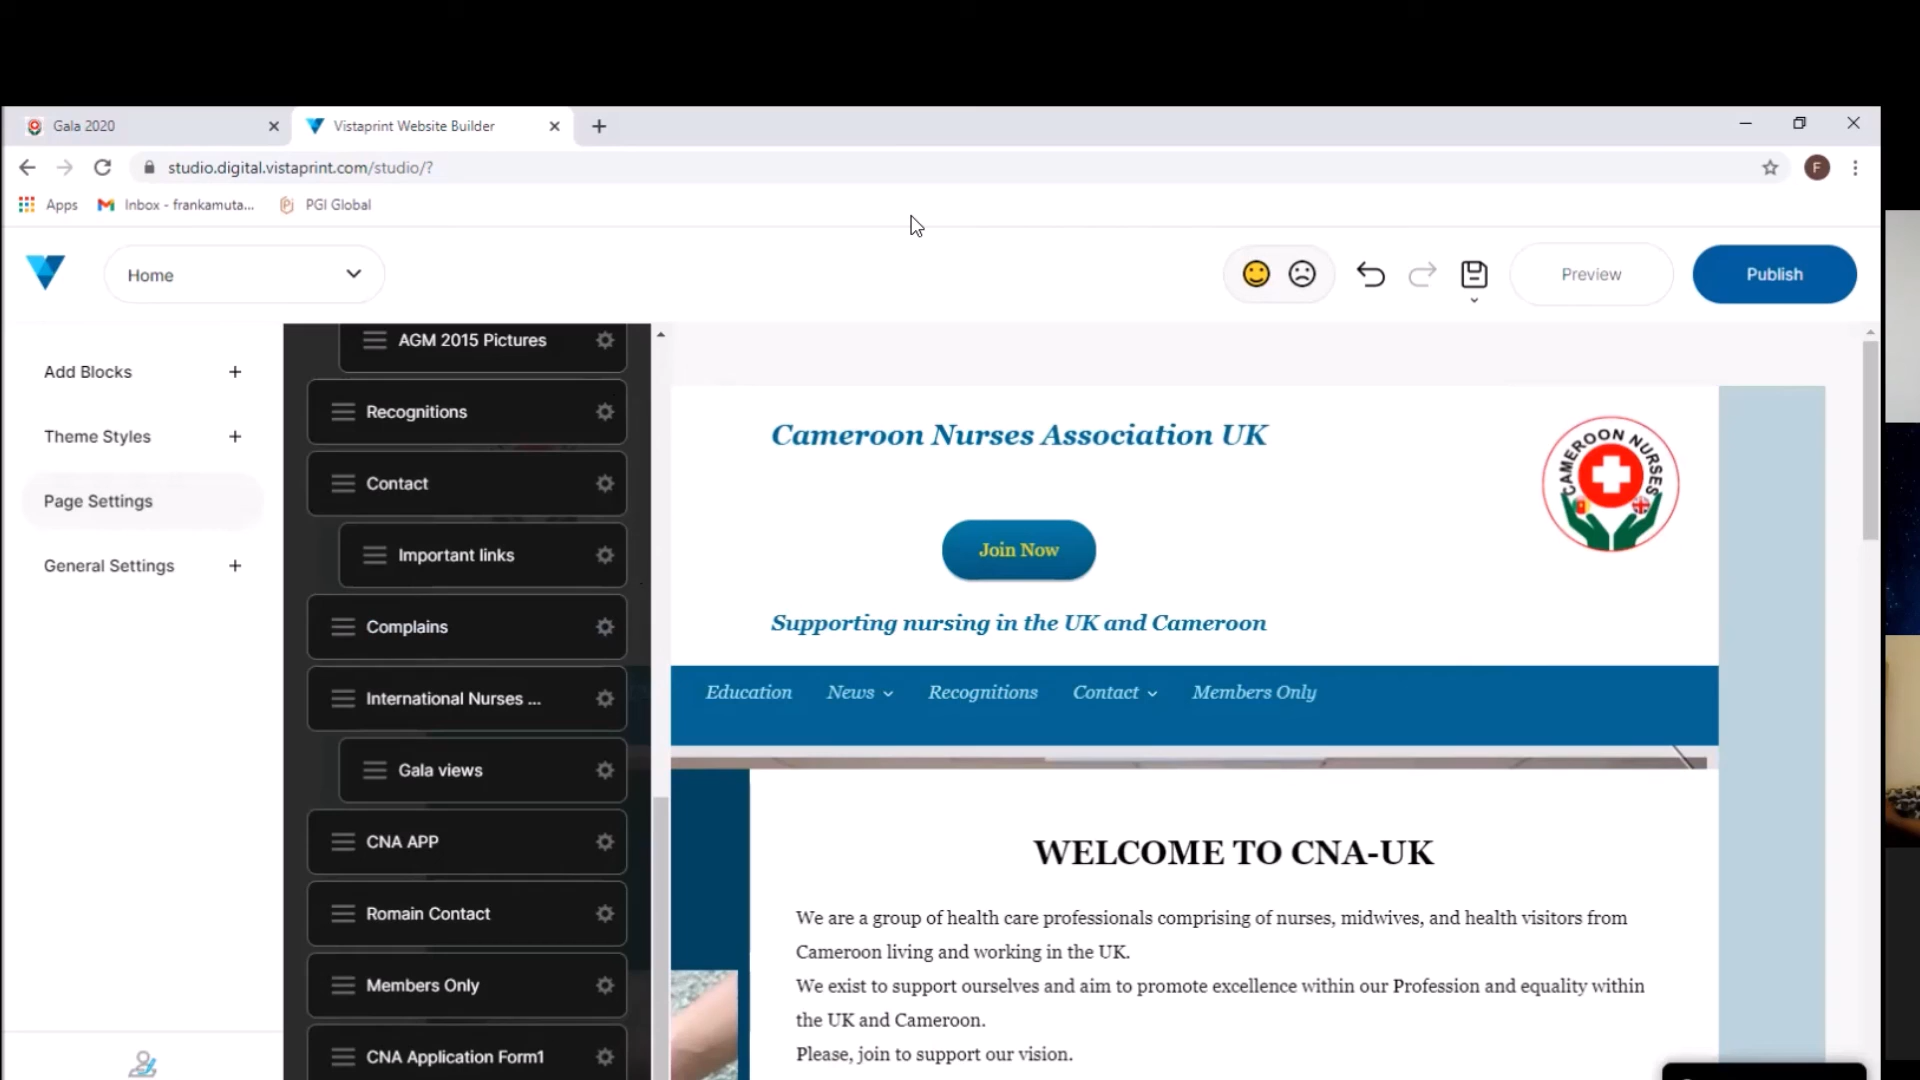 Gala 2020
Vistaprint Website Builder
studio.digital.vistaprint.com/studio/?
F
Apps
Inbox - frankamuta...
PGI Global
Home
Preview
Publish
Add Blocks
Theme Styles
Page Settings
General Settings
AGM 2015 Pictures
Recognitions
Contact
Important links
Complains
International Nurses ...
Gala views
CNA APP
Romain Contact
Members Only
CNA Application Form1
Cameroon Nurses Association UK
CAMEROON NURSES
Join Now
Supporting nursing in the UK and Cameroon
Education
News
Recognitions
Contact
Members Only
WELCOME TO CNA-UK
We are a group of health care professionals comprising of nurses, midwives, and health visitors from
Cameroon living and working in the UK.
We exist to support ourselves and aim to promote excellence within our Profession and equality within
the UK and Cameroon.
Please, join to support our vision.